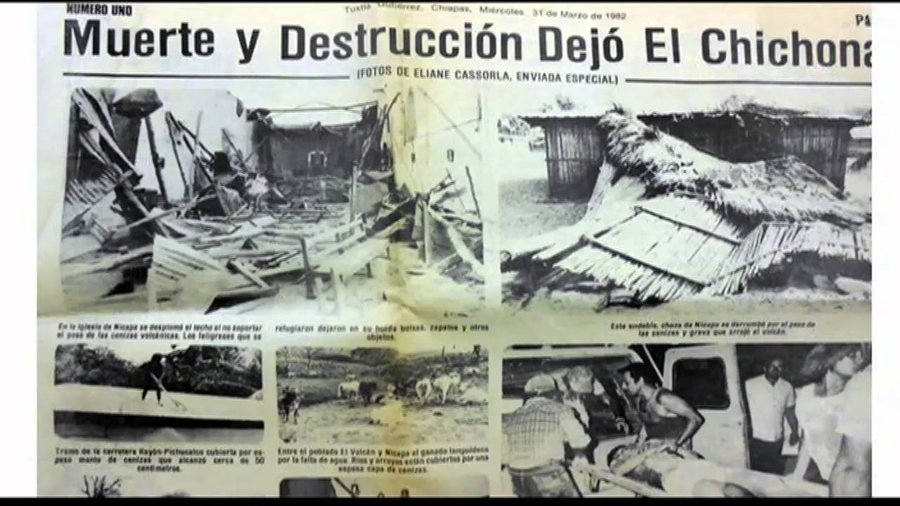 NUMERO UNO
Tuxtla Gutiérrez, Chiapas, Miércoles 31 de Marzo de 1982
PA
Muerte y Destrucción Dejó El Chichona
(FOTOS DE ELIANE CASSORLA, ENVIADA ESPECIAL)
En la iglesia de Nicapa se desplomó el techo al no soportar
el peso de las cenizas volcánicas. Los feligreses que se
refugiaron dejaron en su huida bolsas, zapatos y otros
objetos.
Esta endeble choza de Nicapa se derrumbó por el peso de
las cenizas y grava que arrojó el volcán.
Tramo de la carretera Rayón-Pichucalco cubierta por es-
peso manto de cenizas que alcanzó cerca de 50
centímetros.
Entre el poblado El Volcán y Nicapa el ganado languidece
por la falta de agua. Ríos y arroyos están cubiertos por una
espesa capa de cenizas.